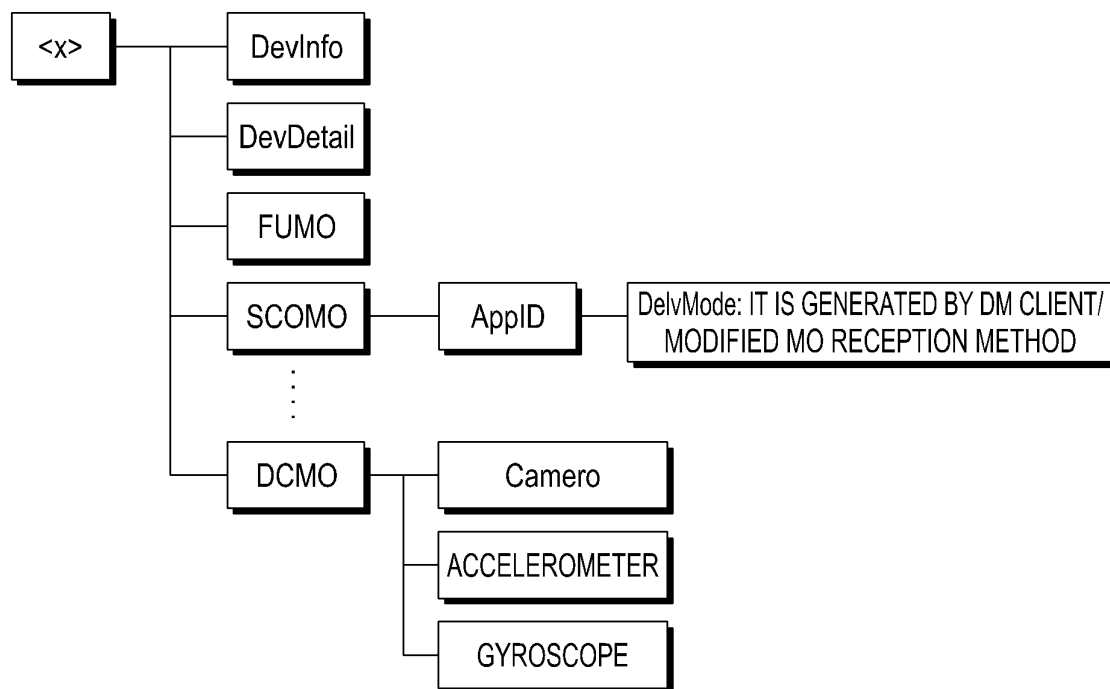 <x>
DevInfo
DevDetail
FUMO
SCOMO
AppID
DelvMode: IT IS GENERATED BY DM CLIENT/
MODIFIED MO RECEPTION METHOD
DCMO
Camero
ACCELEROMETER
GYROSCOPE